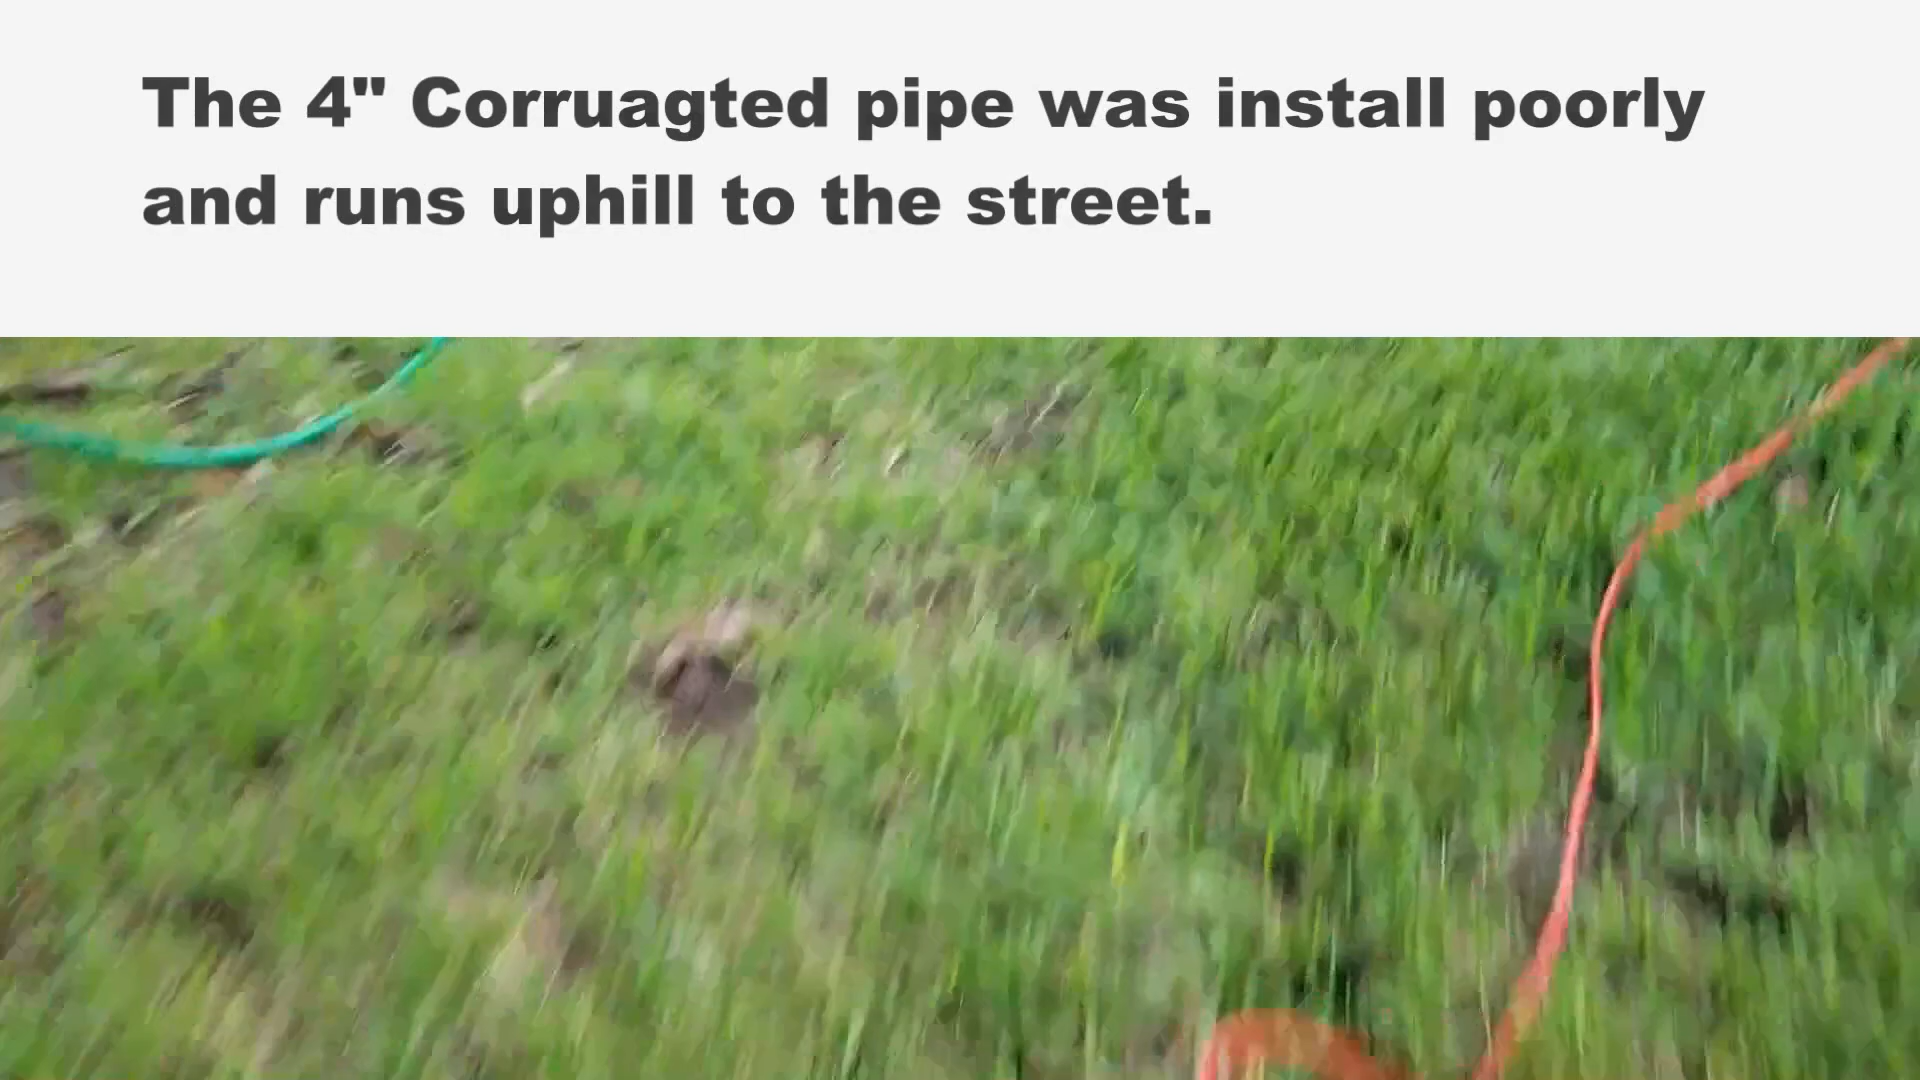 The 4" Corruagted pipe was install poorly
and runs uphill to the street.